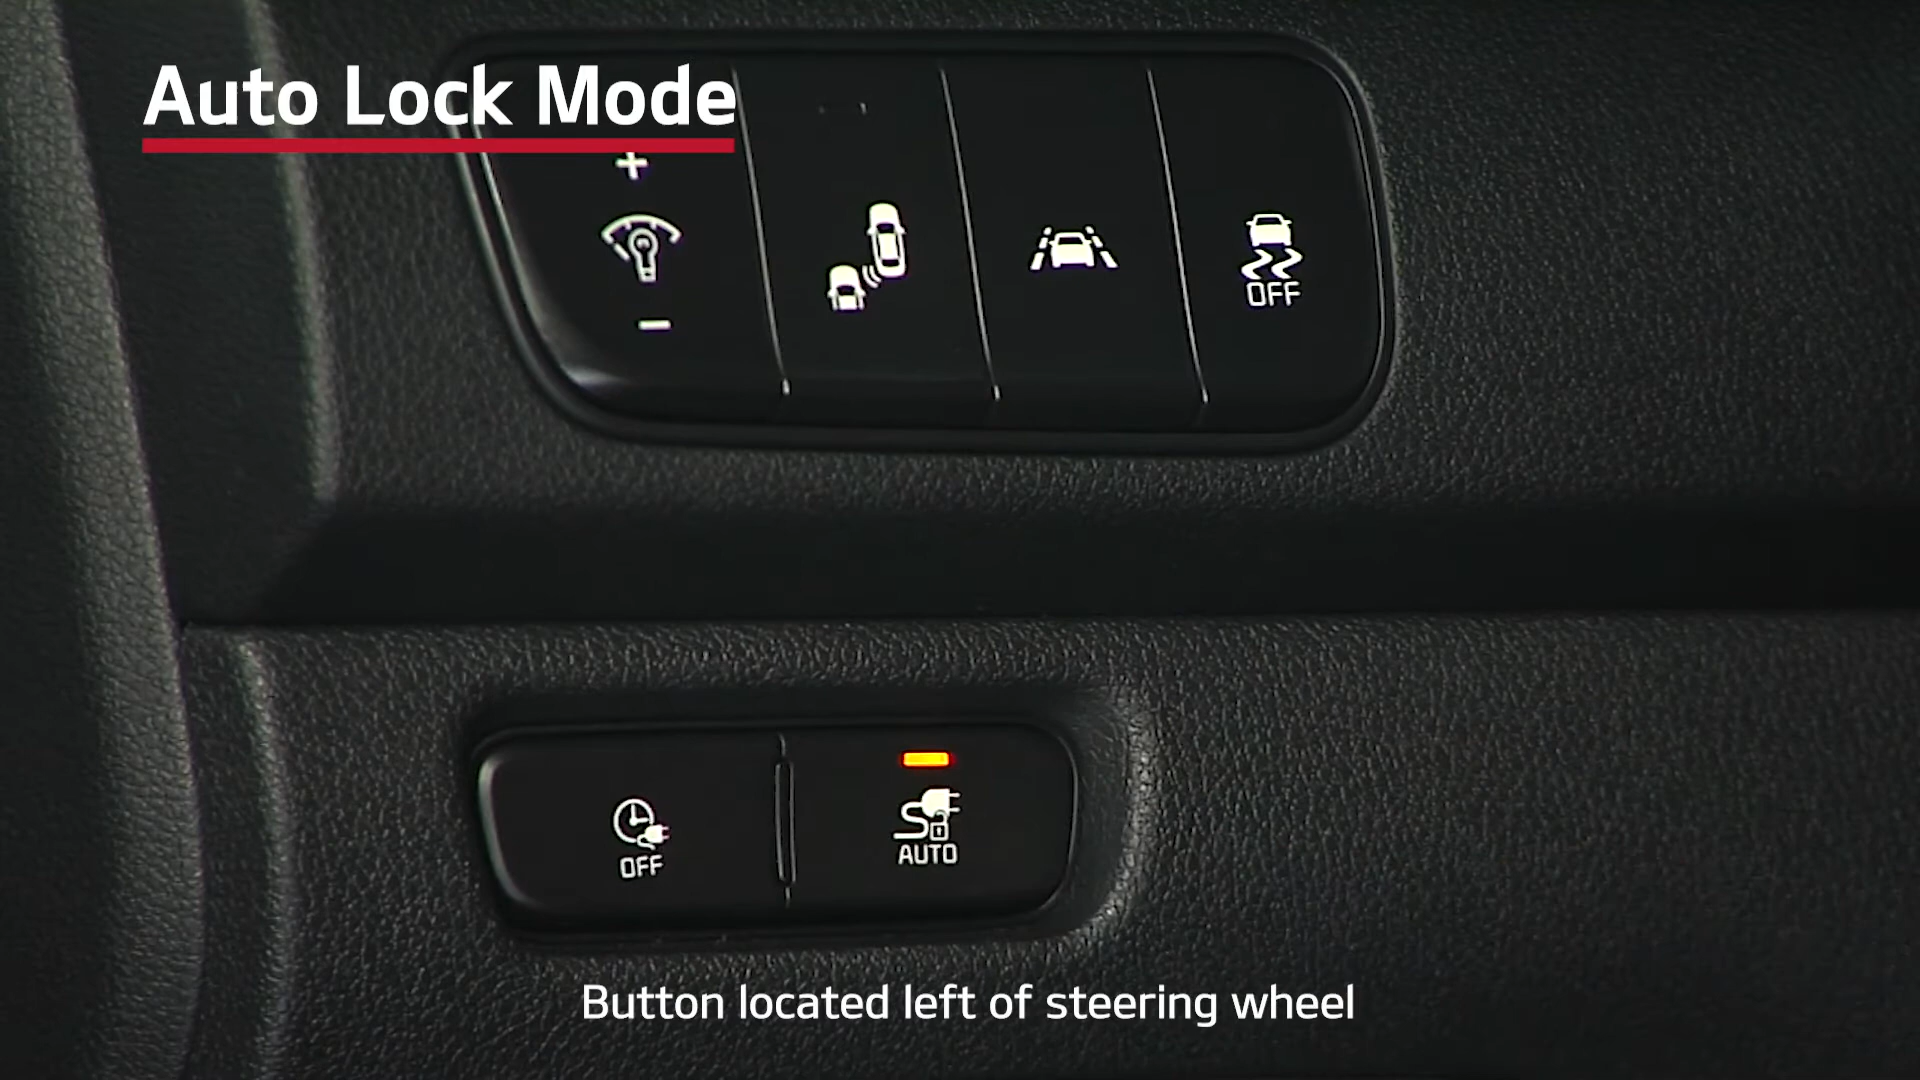 Auto Lock Mode
+
-
OFF
OFF
AUTO
Button located left of steering wheel